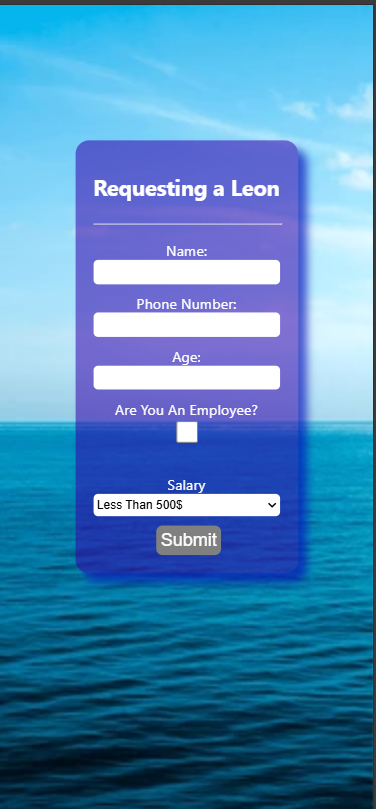 Requesting a Leon
Name:
Phone Number:
Age:
Are You An Employee?
Salary
Less Than 500$
Submit